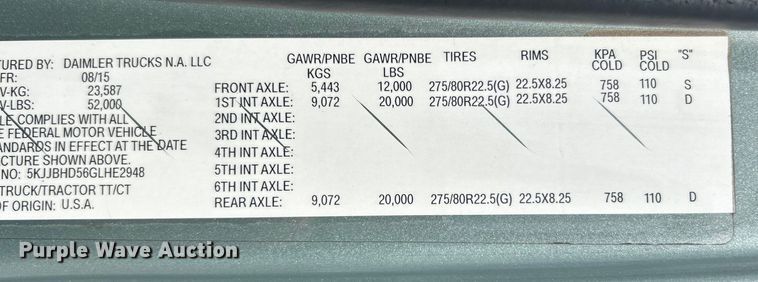 TURED BY: DAIMLER TRUCKS N.A. LLC
FR: 08/15
V-KG: 23,587
V-LBS: 52,000
LE COMPLIES WITH ALL
E FEDERAL MOTOR VEHICLE
ANDARDS IN EFFECT AT THE DATE
CTURE SHOWN ABOVE.
NO: 5KJJBHD56GLHE2948
TRUCK/TRACTOR TT/CT
OF ORIGIN: U.S.A.
GAWR/PNBE GAWR/PNBE TIRES RIMS KPA PSI "S"
KGS LBS COLD COLD
FRONT AXLE: 5,443 12,000 275/80R22.5(G) 22.5X8.25 758 110 S
1ST INT AXLE: 9,072 20,000 275/80R22.5(G) 22.5X8.25 758 110 D
2ND INT AXLE:
3RD INT AXLE:
4TH INT AXLE:
5TH INT AXLE:
6TH INT AXLE:
REAR AXLE: 9,072 20,000 275/80R22.5(G) 22.5X8.25 758 110 D
Purple Wave Auction